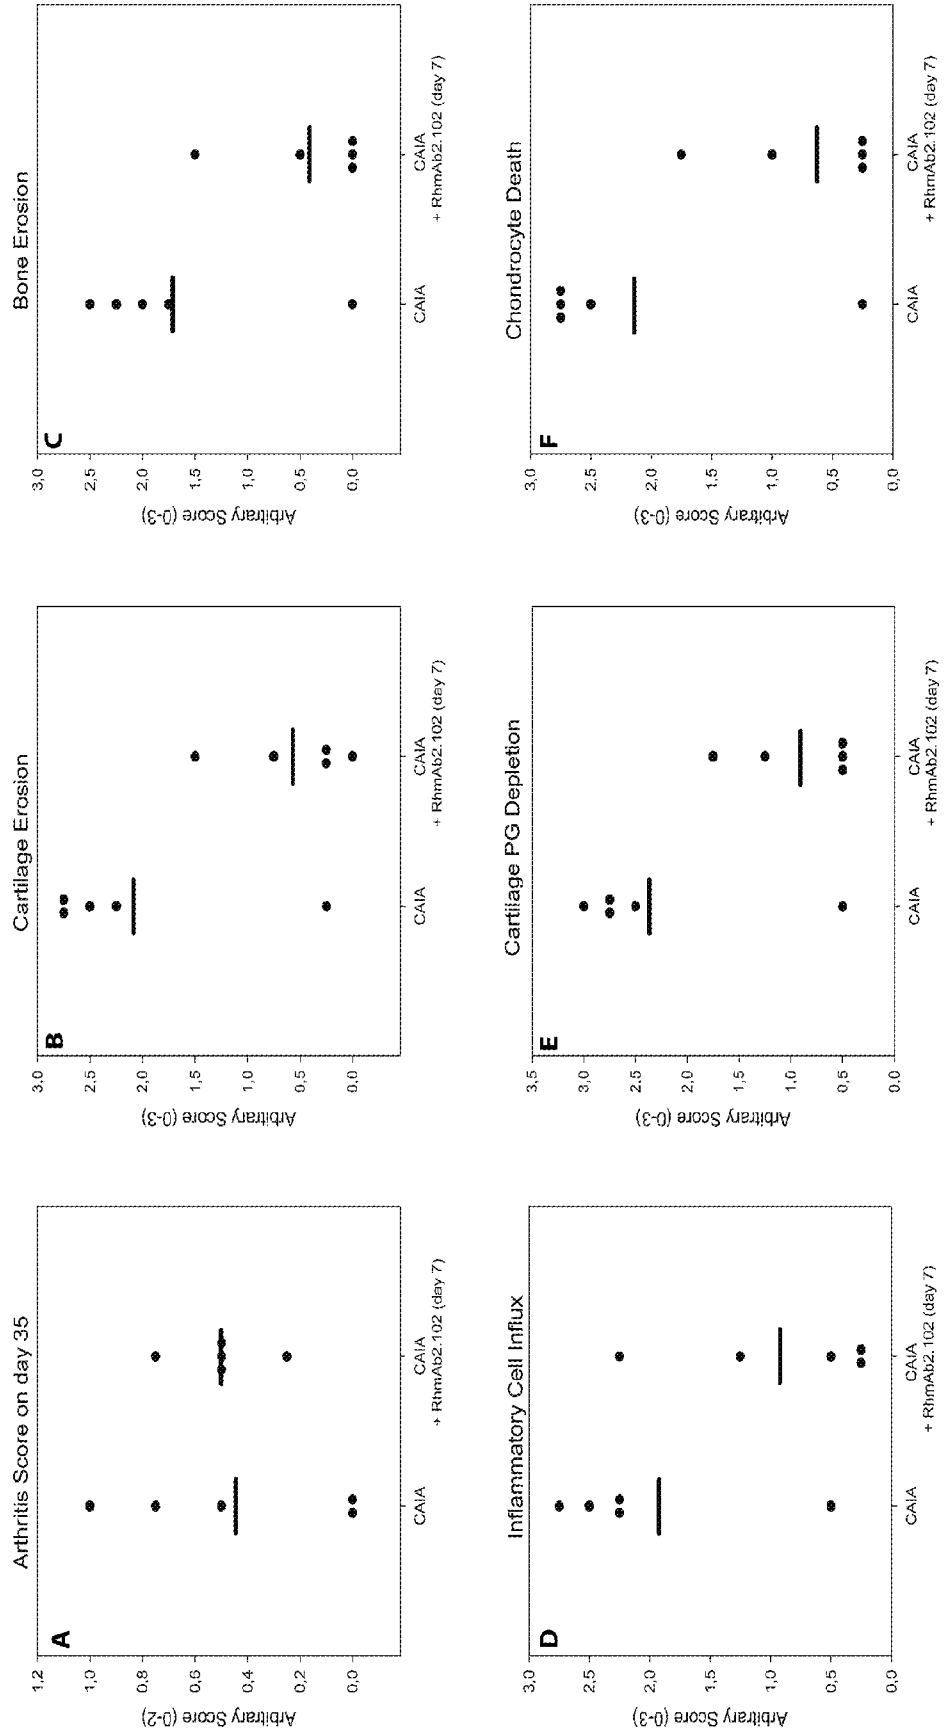 A
Arthritis Score on day 35
Arbitrary Score (0-2)
1.2
1.0
0.8
0.6
0.4
0.2
0.0
CAIA
CAIA
+ RhmAb2.102 (day 7)
B
Cartilage Erosion
Arbitrary Score (0-3)
3.0
2.5
2.0
1.5
1.0
0.5
0.0
CAIA
CAIA
+ RhmAb2.102 (day 7)
C
Bone Erosion
Arbitrary Score (0-3)
3.0
2.5
2.0
1.5
1.0
0.5
0.0
CAIA
CAIA
+ RhmAb2.102 (day 7)
D
Inflammatory Cell Influx
Arbitrary Score (0-3)
3.0
2.5
2.0
1.5
1.0
0.5
0.0
CAIA
CAIA
+ RhmAb2.102 (day 7)
E
Cartilage PG Depletion
Arbitrary Score (0-3)
3.5
3.0
2.5
2.0
1.5
1.0
0.5
0.0
CAIA
CAIA
+ RhmAb2.102 (day 7)
F
Chondrocyte Death
Arbitrary Score (0-3)
3.0
2.5
2.0
1.5
1.0
0.5
0.0
CAIA
CAIA
+ RhmAb2.102 (day 7)